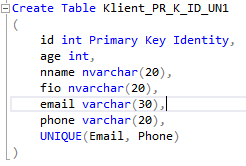 Create Table Klient_PR_K_ID_UN1
(
id int Primary Key Identity,
age int,
nname nvarchar(20),
fio nvarchar(20),
email varchar(30),
phone varchar(20),
UNIQUE(Email, Phone)
)